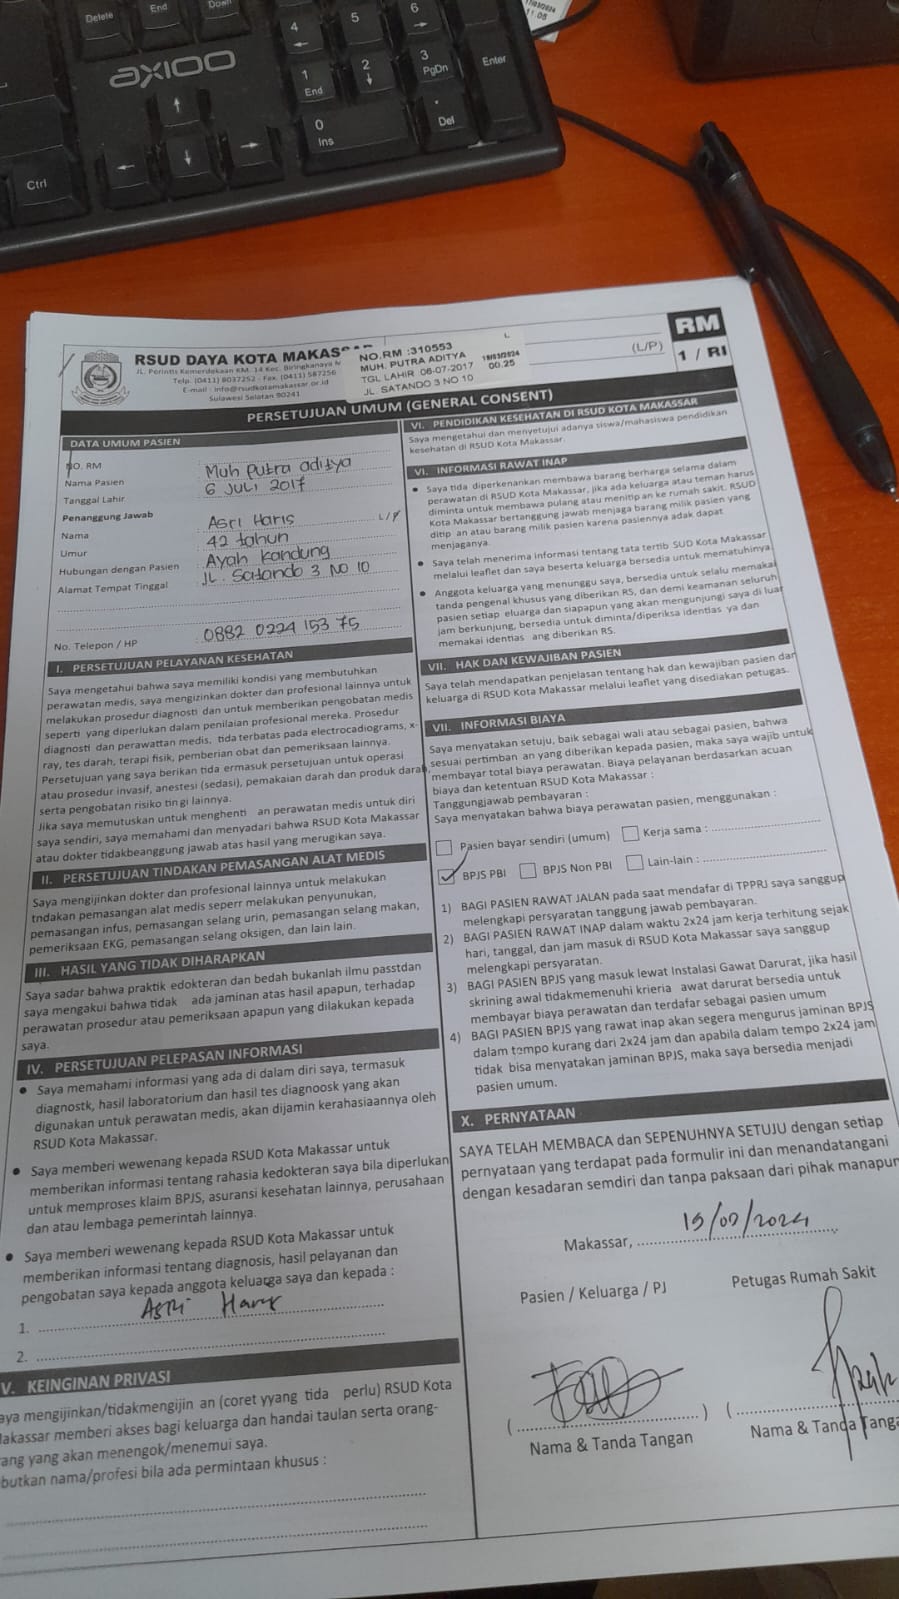 Delete
End
Down
4
5
6
AXIOO
1
End
2
3
PgDn
Enter
0
Ins
.
Del
Ctrl
11.05
RM
1 / RI
(L/P)
RSUD DAYA KOTA MAKASSAR
JL. Perintis Kemerdekaan KM. 14 Kec. Biringkanaya
Telp. (0411) 8037252 - Fax. (0411) 587256
E-mail : info@rsudkotamakassar.or.id
Sulawesi Selatan 90241
L
NO.RM :310553
MUH. PUTRA ADITYA
TGL LAHIR 06-07-2017
JL. SATANDO 3 NO 10
00.25
PERSETUJUAN UMUM (GENERAL CONSENT)
DATA UMUM PASIEN
NO. RM
Nama Pasien Muh Putra aditya
Tanggal Lahir 6 JULI 2017
Penanggung Jawab
Nama Asri Haris L/P
Umur 42 tahun
Hubungan dengan Pasien Ayah kandung
Alamat Tempat Tinggal JL. Satando 3 NO 10
No. Telepon / HP 0882 0224 153 75
I. PERSETUJUAN PELAYANAN KESEHATAN
Saya mengetahui bahwa saya memiliki kondisi yang membutuhkan
perawatan medis, saya mengizinkan dokter dan profesional lainnya untuk
melakukan prosedur diagnosti dan untuk memberikan pengobatan medis
seperti yang diperlukan dalam penilaian profesional mereka. Prosedur
diagnosti dan perawattan medis, tida terbatas pada electrocadiograms, x-
ray, tes darah, terapi fisik, pemberian obat dan pemeriksaan lainnya.
Persetujuan yang saya berikan tida ermasuk persetujuan untuk operasi
atau prosedur invasif, anestesi (sedasi), pemakaian darah dan produk darah,
serta pengobatan risiko tin gi lainnya.
Jika saya memutuskan untuk menghenti an perawatan medis untuk diri
saya sendiri, saya memahami dan menyadari bahwa RSUD Kota Makassar
atau dokter tidakbeanggung jawab atas hasil yang merugikan saya.
II. PERSETUJUAN TINDAKAN PEMASANGAN ALAT MEDIS
Saya mengijinkan dokter dan profesional lainnya untuk melakukan
tndakan pemasangan alat medis seperr melakukan penyunukan,
pemasangan infus, pemasangan selang urin, pemasangan selang makan,
pemeriksaan EKG, pemasangan selang oksigen, dan lain lain.
III. HASIL YANG TIDAK DIHARAPKAN
Saya sadar bahwa praktik edokteran dan bedah bukanlah ilmu passtdan
saya mengakui bahwa tidak ada jaminan atas hasil apapun, terhadap
perawatan prosedur atau pemeriksaan apapun yang dilakukan kepada
saya.
IV. PERSETUJUAN PELEPASAN INFORMASI
• Saya memahami informasi yang ada di dalam diri saya, termasuk
diagnostk, hasil laboratorium dan hasil tes diagnoosk yang akan
digunakan untuk perawatan medis, akan dijamin kerahasiaannya oleh
RSUD Kota Makassar.
• Saya memberi wewenang kepada RSUD Kota Makassar untuk
memberikan informasi tentang rahasia kedokteran saya bila diperlukan
untuk memproses klaim BPJS, asuransi kesehatan lainnya, perusahaan
dan atau lembaga pemerintah lainnya.
• Saya memberi wewenang kepada RSUD Kota Makassar untuk
memberikan informasi tentang diagnosis, hasil pelayanan dan
pengobatan saya kepada anggota keluarga saya dan kepada :
1. Asri Haris
2.
V. KEINGINAN PRIVASI
aya mengijinkan/tidakmengijin an (coret yyang tida perlu) RSUD Kota
Makassar memberi akses bagi keluarga dan handai taulan serta orang-
rang yang akan menengok/menemui saya.
butkan nama/profesi bila ada permintaan khusus :
VI. PENDIDIKAN KESEHATAN DI RSUD KOTA MAKASSAR
Saya mengetahui dan menyetujui adanya siswa/mahasiswa pendidikan
kesehatan di RSUD Kota Makassar.
VI. INFORMASI RAWAT INAP
• Saya tida diperkenankan membawa barang berharga selama dalam
perawatan di RSUD Kota Makassar, jika ada keluarga atau teman harus
diminta untuk membawa pulang atau menitip an ke rumah sakit. RSUD
Kota Makassar bertanggung jawab menjaga barang milik pasien yang
ditip an atau barang milik pasien karena pasiennya adak dapat
menjaganya.
• Saya telah menerima informasi tentang tata tertib SUD Kota Makassar
melalui leaflet dan saya beserta keluarga bersedia untuk mematuhinya.
• Anggota keluarga yang menunggu saya, bersedia untuk selalu memakai
tanda pengenal khusus yang diberikan RS, dan demi keamanan seluruh
pasien setiap eluarga dan siapapun yang akan mengunjungi saya di luar
jam berkunjung, bersedia untuk diminta/diperiksa identias ya dan
memakai identias ang diberikan RS.
VII. HAK DAN KEWAJIBAN PASIEN
Saya telah mendapatkan penjelasan tentang hak dan kewajiban pasien dan
keluarga di RSUD Kota Makassar melalui leaflet yang disediakan petugas.
VII. INFORMASI BIAYA
Saya menyatakan setuju, baik sebagai wali atau sebagai pasien, bahwa
sesuai pertimban an yang diberikan kepada pasien, maka saya wajib untuk
membayar total biaya perawatan. Biaya pelayanan berdasarkan acuan
biaya dan ketentuan RSUD Kota Makassar :
Tanggungjawab pembayaran :
Saya menyatakan bahwa biaya perawatan pasien, menggunakan :
Pasien bayar sendiri (umum) Kerja sama :
BPJS PBI BPJS Non PBI Lain-lain :
1) BAGI PASIEN RAWAT JALAN pada saat mendafar di TPPRJ saya sanggup
melengkapi persyaratan tanggung jawab pembayaran.
2) BAGI PASIEN RAWAT INAP dalam waktu 2x24 jam kerja terhitung sejak
hari, tanggal, dan jam masuk di RSUD Kota Makassar saya sanggup
melengkapi persyaratan.
3) BAGI PASIEN BPJS yang masuk lewat Instalasi Gawat Darurat, jika hasil
skrining awal tidakmemenuhi krieria awat darurat bersedia untuk
membayar biaya perawatan dan terdafar sebagai pasien umum
4) BAGI PASIEN BPJS yang rawat inap akan segera mengurus jaminan BPJS
dalam tempo kurang dari 2x24 jam dan apabila dalam tempo 2x24 jam
tidak bisa menyatakan jaminan BPJS, maka saya bersedia menjadi
pasien umum.
X. PERNYATAAN
SAYA TELAH MEMBACA dan SEPENUHNYA SETUJU dengan setiap
pernyataan yang terdapat pada formulir ini dan menandatangani
dengan kesadaran semdiri dan tanpa paksaan dari pihak manapun
Makassar,
Pasien / Keluarga / PJ Petugas Rumah Sakit
( ) (
Nama & Tanda Tangan Nama & Tanda Tanga